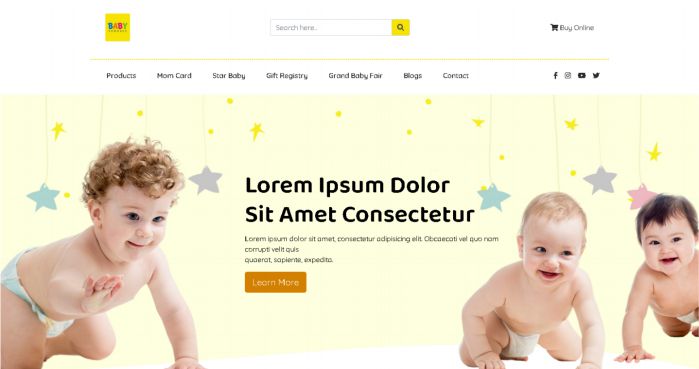 BABY
Search here..
Buy Online
Products Mom Card Star Baby Gift Registry Grand Baby Fair Blogs Contact
Lorem Ipsum Dolor
Sit Amet Consectetur
Lorem ipsum dolor sit amet, consectetur adipisicing elit. Obcaecati vel quo nam
corrupti velit quis
quaerat, sapiente, expedita.
Learn More